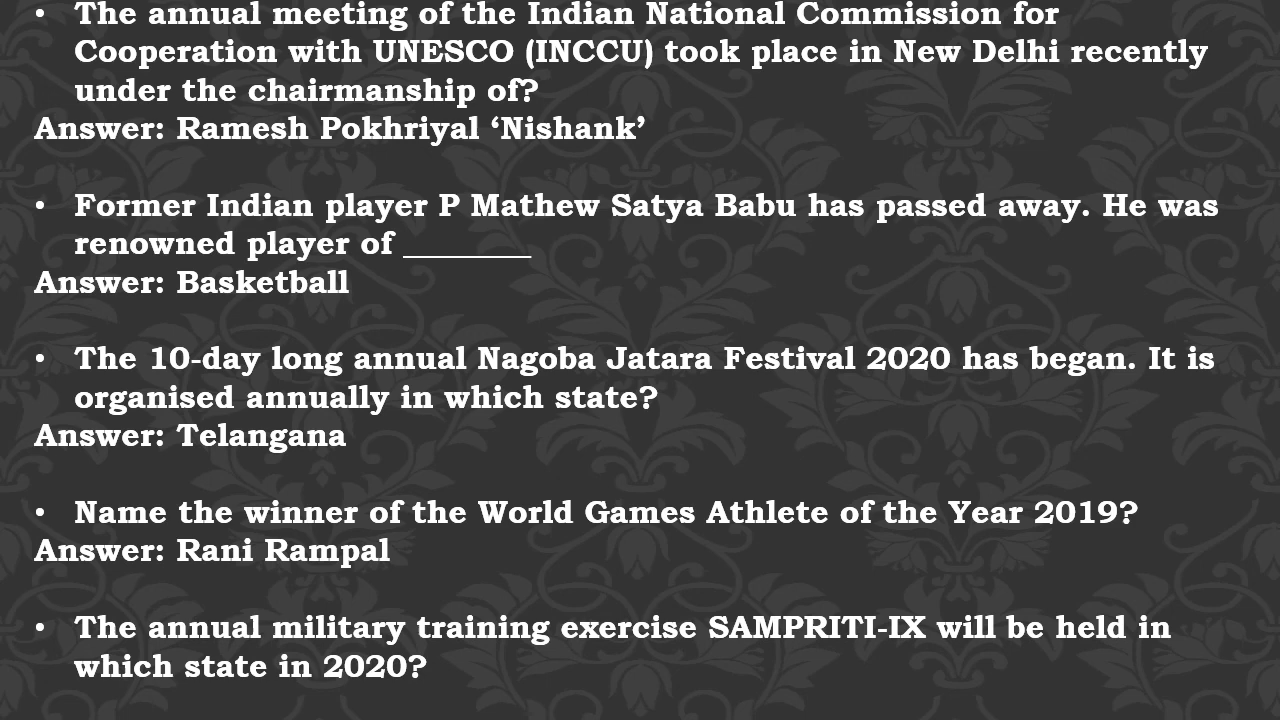 • The annual meeting of the Indian National Commission for
Cooperation with UNESCO (INCCU) took place in New Delhi recently
under the chairmanship of?
Answer: Ramesh Pokhriyal ‘Nishank’
• Former Indian player P Mathew Satya Babu has passed away. He was
renowned player of ________
Answer: Basketball
• The 10-day long annual Nagoba Jatara Festival 2020 has began. It is
organised annually in which state?
Answer: Telangana
• Name the winner of the World Games Athlete of the Year 2019?
Answer: Rani Rampal
• The annual military training exercise SAMPRITI-IX will be held in
which state in 2020?